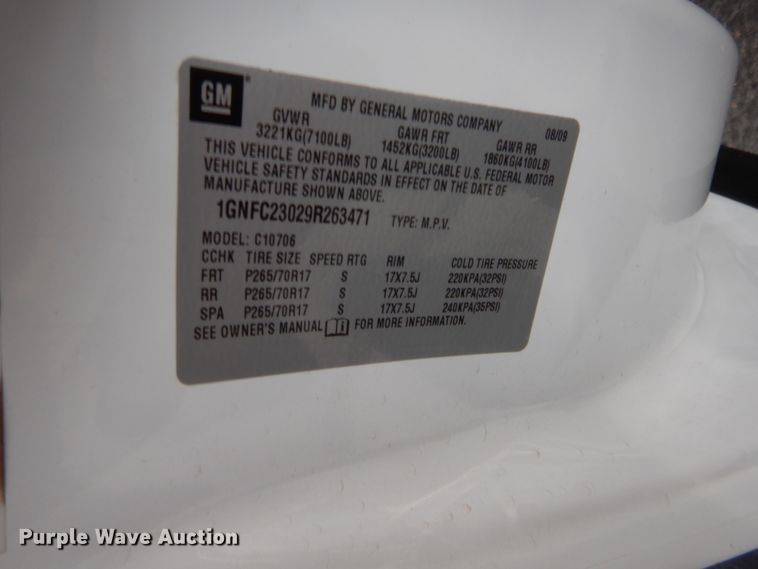 GM
MFD BY GENERAL MOTORS COMPANY 08/09
GVWR GAWR FRT GAWR RR
3221KG(7100LB) 1452KG(3200LB) 1860KG(4100LB)
THIS VEHICLE CONFORMS TO ALL APPLICABLE U.S. FEDERAL MOTOR
VEHICLE SAFETY STANDARDS IN EFFECT ON THE DATE OF
MANUFACTURE SHOWN ABOVE.
1GNFC23029R263471 TYPE: M.P.V.
MODEL: C10706
CCHK TIRE SIZE SPEED RTG RIM COLD TIRE PRESSURE
FRT P265/70R17 S 17X7.5J 220KPA(32PSI)
RR P265/70R17 S 17X7.5J 220KPA(32PSI)
SPA P265/70R17 S 17X7.5J 240KPA(35PSI)
SEE OWNER'S MANUAL FOR MORE INFORMATION.
Purple Wave Auction